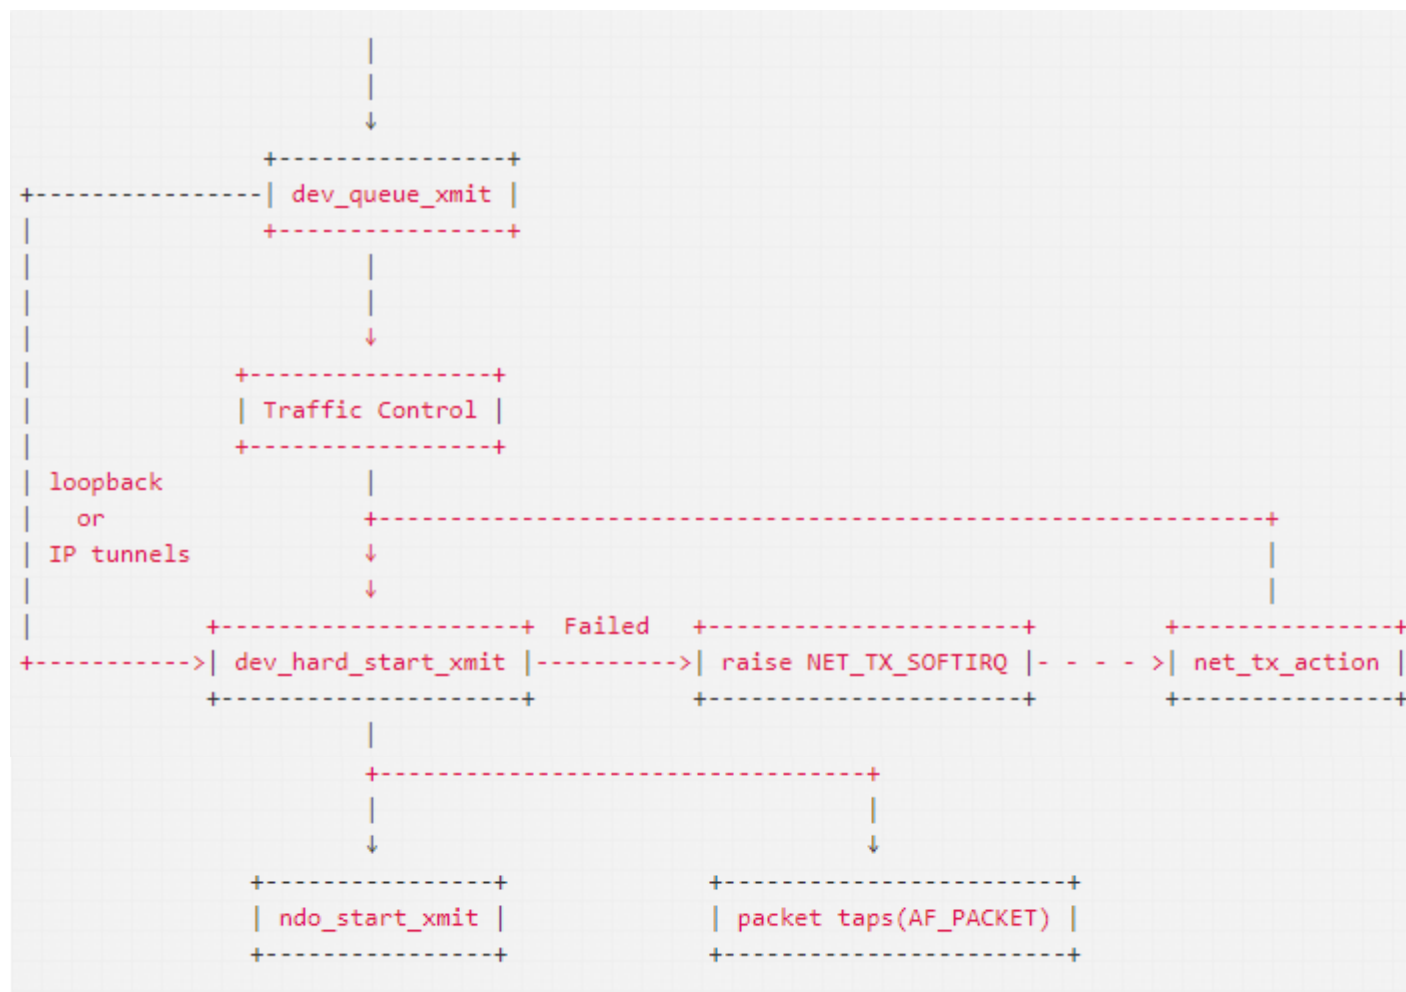 dev_queue_xmit
Traffic Control
loopback
or
IP tunnels
Failed
dev_hard_start_xmit
raise NET_TX_SOFTIRQ
net_tx_action
ndo_start_xmit
packet taps(AF_PACKET)